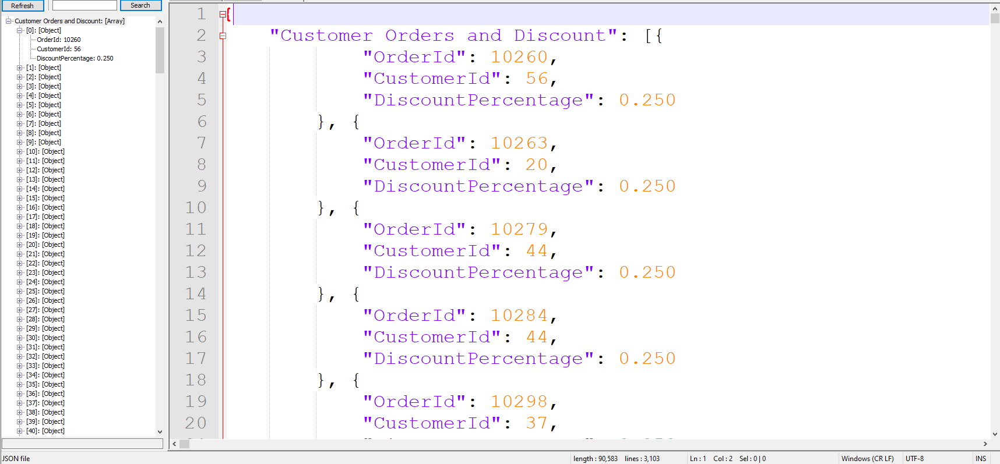 Refresh
Search
Customer Orders and Discount: [Array]
[0]: [Object]
OrderId: 10260
CustomerId: 56
DiscountPercentage: 0.250
[1]: [Object]
[2]: [Object]
[3]: [Object]
[4]: [Object]
[5]: [Object]
[6]: [Object]
[7]: [Object]
[8]: [Object]
[9]: [Object]
[10]: [Object]
[11]: [Object]
[12]: [Object]
[13]: [Object]
[14]: [Object]
[15]: [Object]
[16]: [Object]
[17]: [Object]
[18]: [Object]
[19]: [Object]
[20]: [Object]
[21]: [Object]
[22]: [Object]
[23]: [Object]
[24]: [Object]
[25]: [Object]
[26]: [Object]
[27]: [Object]
[28]: [Object]
[29]: [Object]
[30]: [Object]
[31]: [Object]
[32]: [Object]
[33]: [Object]
[34]: [Object]
[35]: [Object]
[36]: [Object]
[37]: [Object]
[38]: [Object]
[39]: [Object]
[40]: [Object]
1 {
2 "Customer Orders and Discount": [{
3 "OrderId": 10260,
4 "CustomerId": 56,
5 "DiscountPercentage": 0.250
6 }, {
7 "OrderId": 10263,
8 "CustomerId": 20,
9 "DiscountPercentage": 0.250
10 }, {
11 "OrderId": 10279,
12 "CustomerId": 44,
13 "DiscountPercentage": 0.250
14 }, {
15 "OrderId": 10284,
16 "CustomerId": 44,
17 "DiscountPercentage": 0.250
18 }, {
19 "OrderId": 10298,
20 "CustomerId": 37,
JSON file
length : 90,583 lines : 3,103
Ln : 1 Col : 2 Sel : 0 | 0
Windows (CR LF)
UTF-8
INS